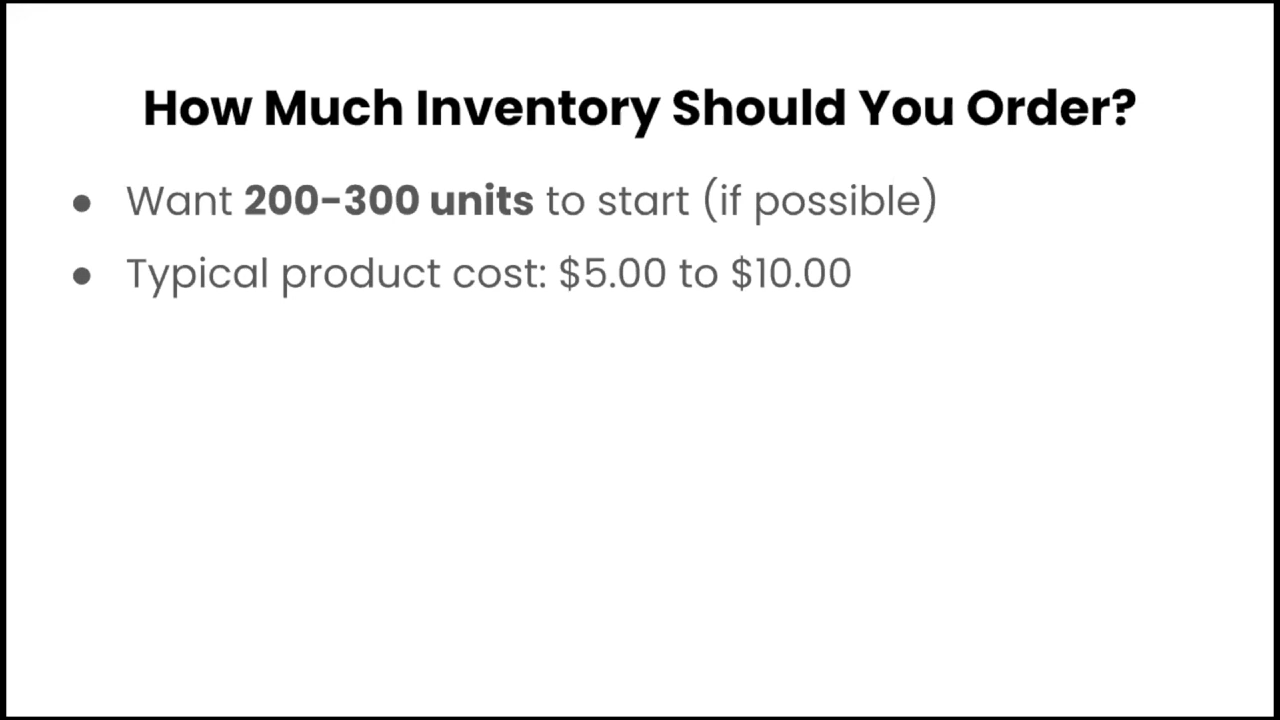 How Much Inventory Should You Order?
● Want 200-300 units to start (if possible)
● Typical product cost: $5.00 to $10.00